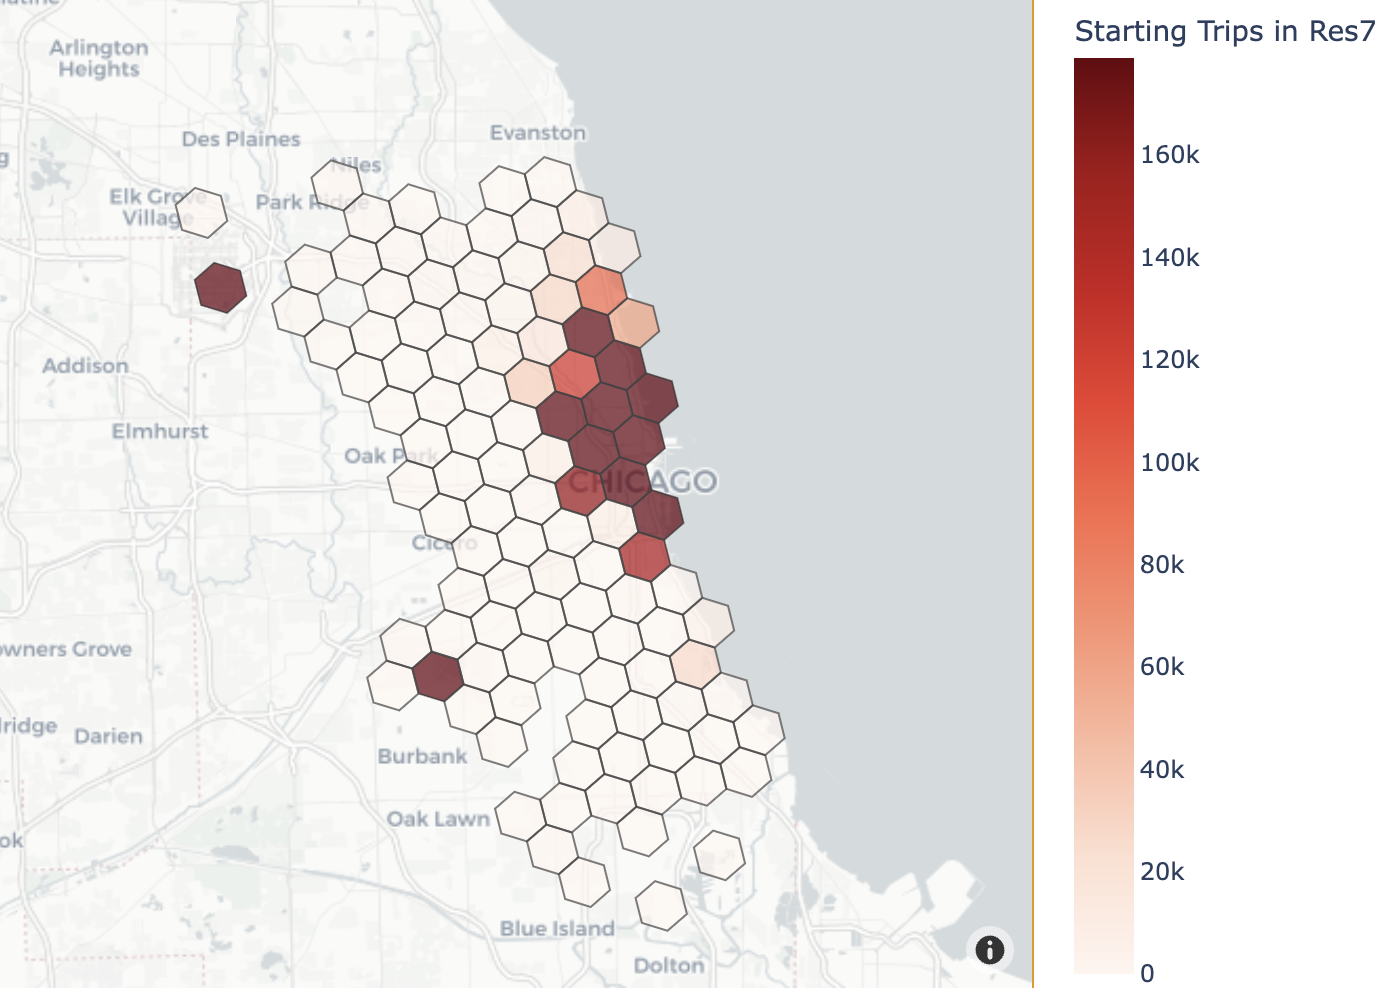 Starting Trips in Res7
Arlington
Heights
Des Plaines
Evanston
Niles
Elk Grove
Village
Park Ridge
160k
140k
120k
100k
80k
60k
40k
20k
0
Addison
Elmhurst
Oak Park
CHICAGO
Cicero
owners Grove
lridge
Darien
Burbank
Oak Lawn
ok
Blue Island
Dolton